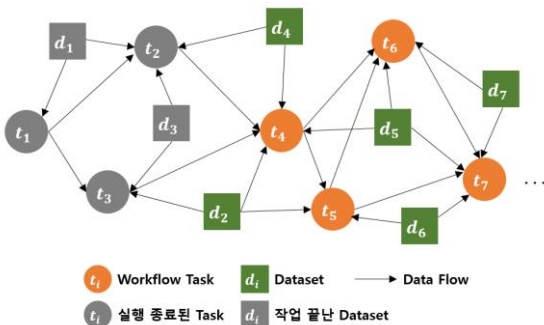 d₁
t₂
d₄
t₆
t₁
d₃
t₄
d₅
d₇
t₃
d₂
t₅
d₆
t₇
...
tᵢ Workflow Task dᵢ Dataset Data Flow
tᵢ 실행 종료된 Task dᵢ 작업 끝난 Dataset